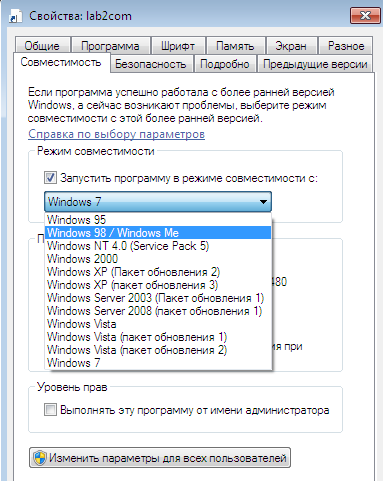 Свойства: lab2com
Общие Программа Шрифт Память Экран Разное
Совместимость Безопасность Подробно Предыдущие версии
Если программа успешно работала с более ранней версией
Windows, а сейчас возникают проблемы, выберите режим
совместимости с этой более ранней версией.
Справка по выбору параметров
Режим совместимости
Запустить программу в режиме совместимости с:
Windows 7
Windows 95
Windows 98 / Windows Me
Windows NT 4.0 (Service Pack 5)
Windows 2000
Windows XP (Пакет обновления 2)
Windows XP (пакет обновления 3)
480
Windows Server 2003 (Пакет обновления 1)
Windows Server 2008 (пакет обновления 1)
Windows Vista
Windows Vista (пакет обновления 1)
Windows Vista (пакет обновления 2)
при
Windows 7
Уровень прав
Выполнять эту программу от имени администратора
Изменить параметры для всех пользователей